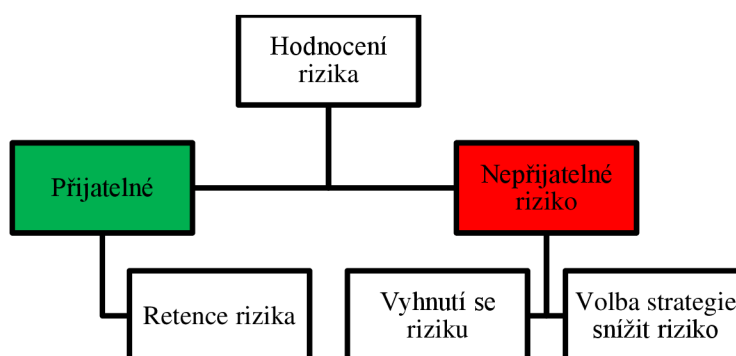 Hodnocení
rizika
Přijatelné
Nepřijatelné
riziko
Retence rizika
Vyhnutí se
riziku
Volba strategie
snížit riziko